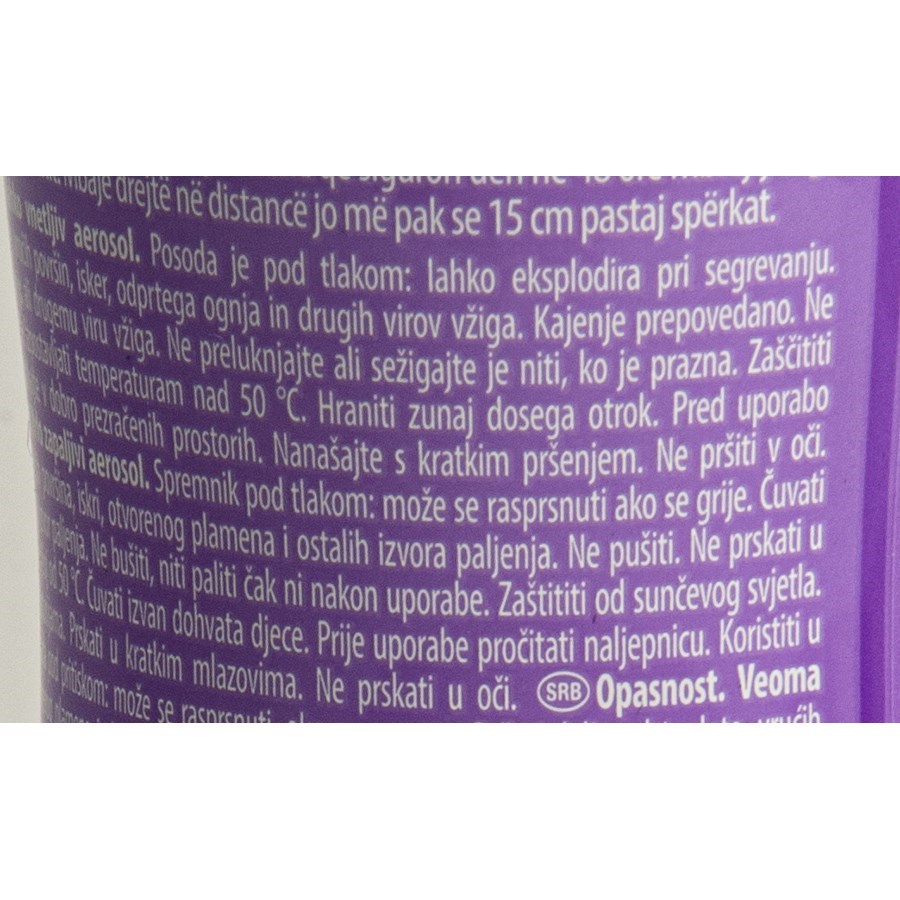 drejtë në distancë jo më pak se 15 cm pastaj spërkat.
vnetljiv aerosol. Posoda je pod tlakom: lahko eksplodira pri segrevanju.
površin, isker, odprtega ognja in drugih virov vžiga. Kajenje prepovedano. Ne
drugemu viru vžiga. Ne preluknjajte ali sežigajte je niti, ko je prazna. Zaščititi
temperaturam nad 50 °C. Hraniti zunaj dosega otrok. Pred uporabo
v dobro prezračenih prostorih. Nanašajte s kratkim pršenjem. Ne pršiti v oči.
zapaljivi aerosol. Spremnik pod tlakom: može se rasprsnuti ako se grije. Čuvati
iskri, otvorenog plamena i ostalih izvora paljenja. Ne pušiti. Ne prskati u
paljenja. Ne bušiti, niti paliti čak ni nakon uporabe. Zaštititi od sunčevog svjetla.
50 °C. Čuvati izvan dohvata djece. Prije uporabe pročitati naljepnicu. Koristiti u
Prskati u kratkim mlazovima. Ne prskati u oči. SRB Opasnost. Veoma
pritiskom: može se rasprsnuti